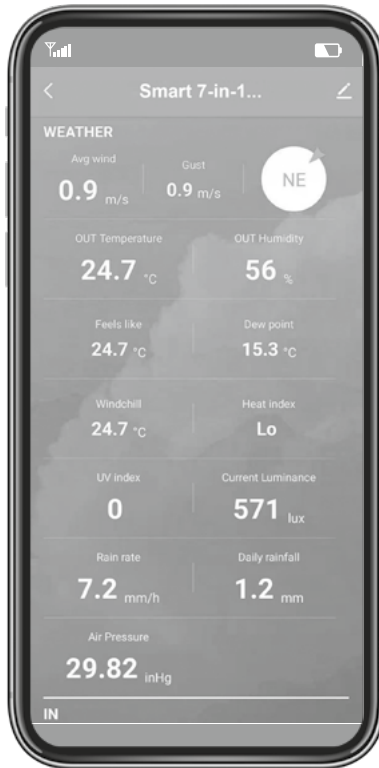 Smart 7-in-1...
WEATHER
Avg wind
0.9 m/s
Gust
0.9 m/s
NE
OUT Temperature
24.7 °C
OUT Humidity
56 %
Feels like
24.7 °C
Dew point
15.3 °C
Windchill
24.7 °C
Heat index
Lo
UV index
0
Current Luminance
571 lux
Rain rate
7.2 mm/h
Daily rainfall
1.2 mm
Air Pressure
29.82 inHg
IN